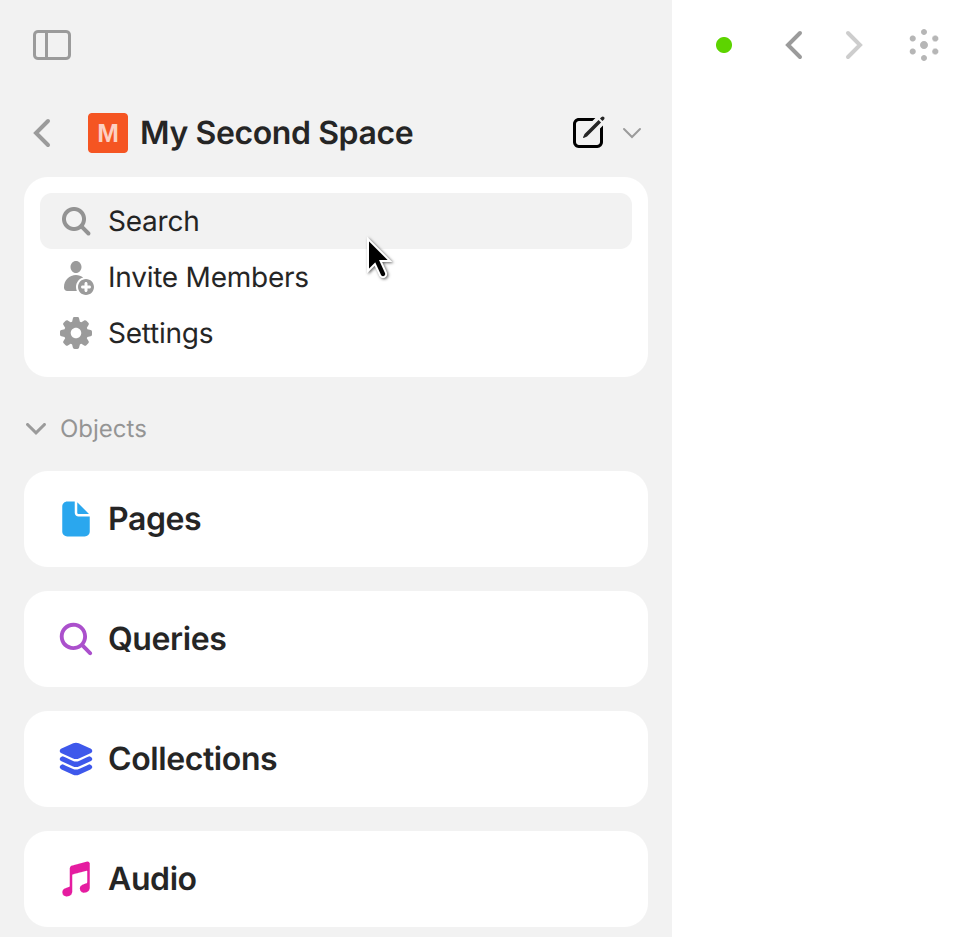 M My Second Space
Search
Invite Members
Settings
Objects
Pages
Queries
Collections
Audio